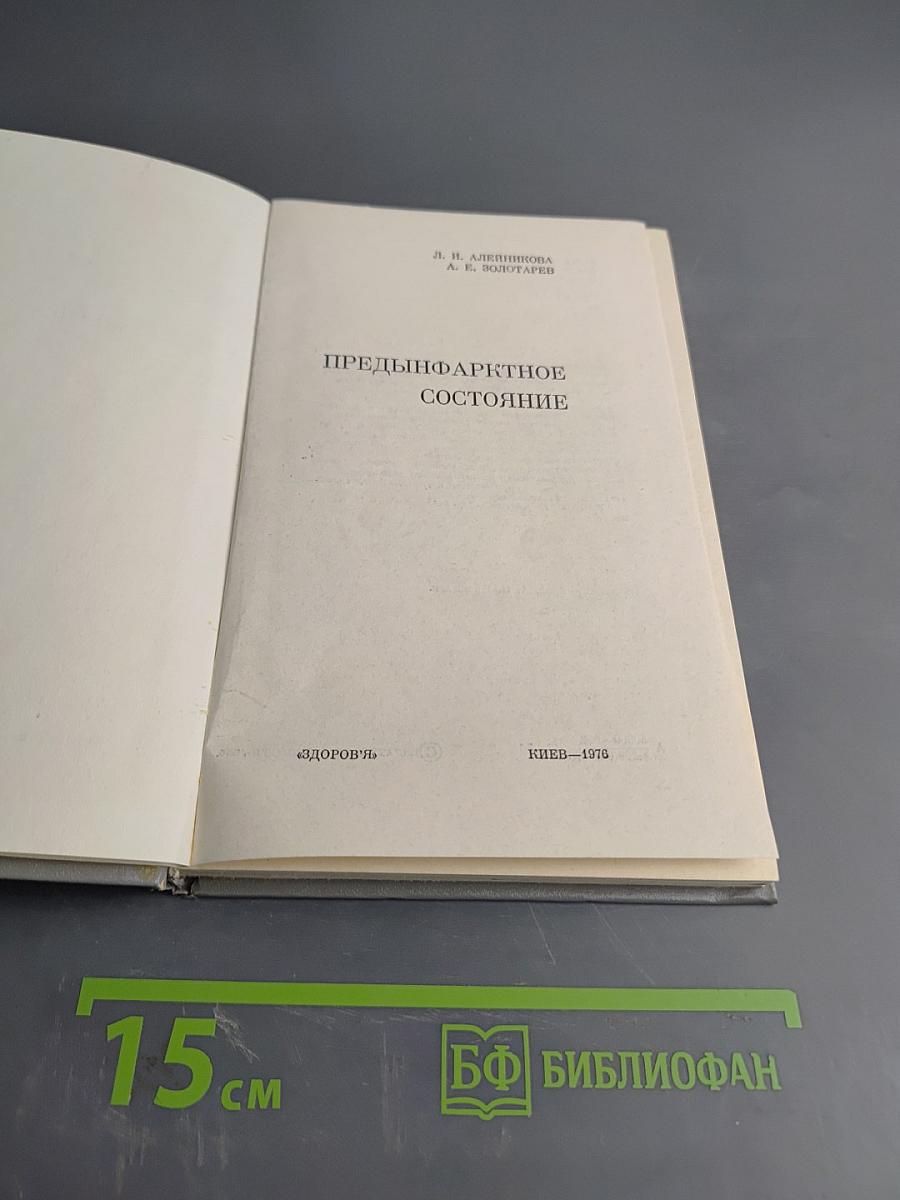 Л. И. АЛЕЙНИКОВА
А. Е. ЗОЛОТАРЕВ
ПРЕДЫНФАРКТНОЕ
СОСТОЯНИЕ
«ЗДОРОВ'Я»
КИЕВ—1976
15 см
БФ БИБЛИОФАН